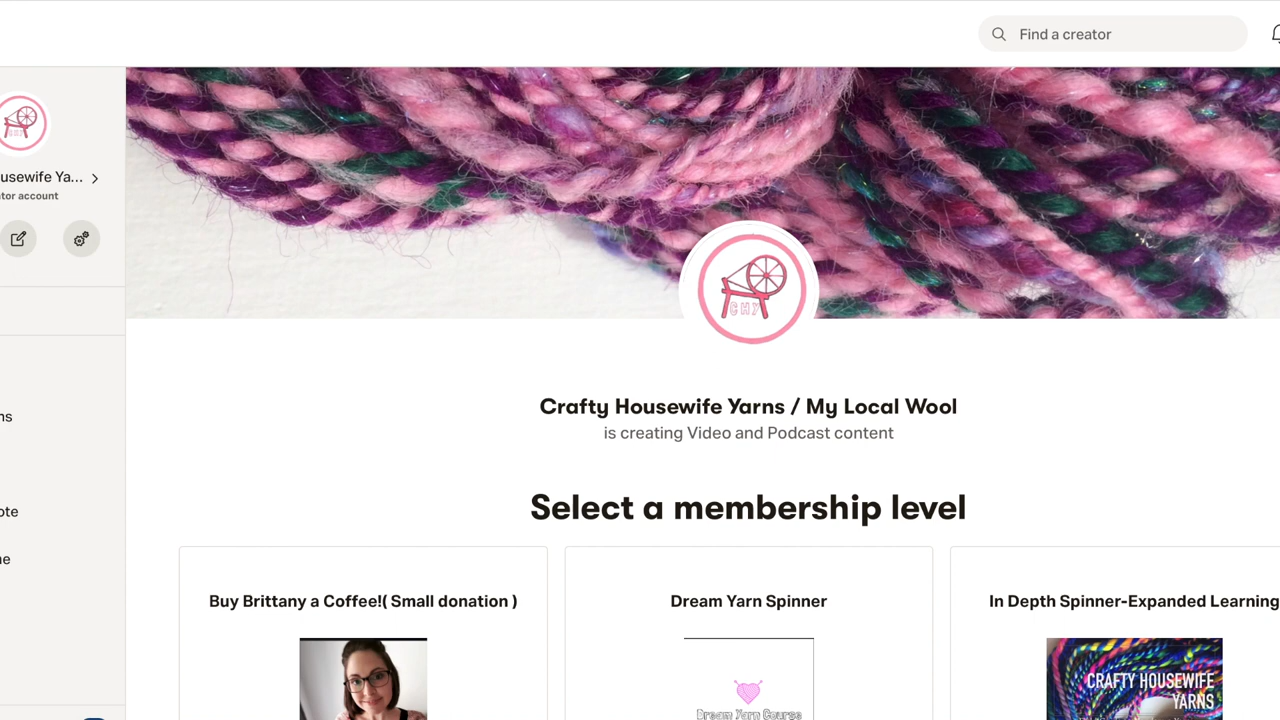 Find a creator
CHY
usewife Ya...
tor account
ns
ote
ne
CHY
Crafty Housewife Yarns / My Local Wool
is creating Video and Podcast content
Select a membership level
Buy Brittany a Coffee!( Small donation )
Dream Yarn Spinner
In Depth Spinner-Expanded Learning
Dream Yarn Course
CRAFTY HOUSEWIFE
YARNS